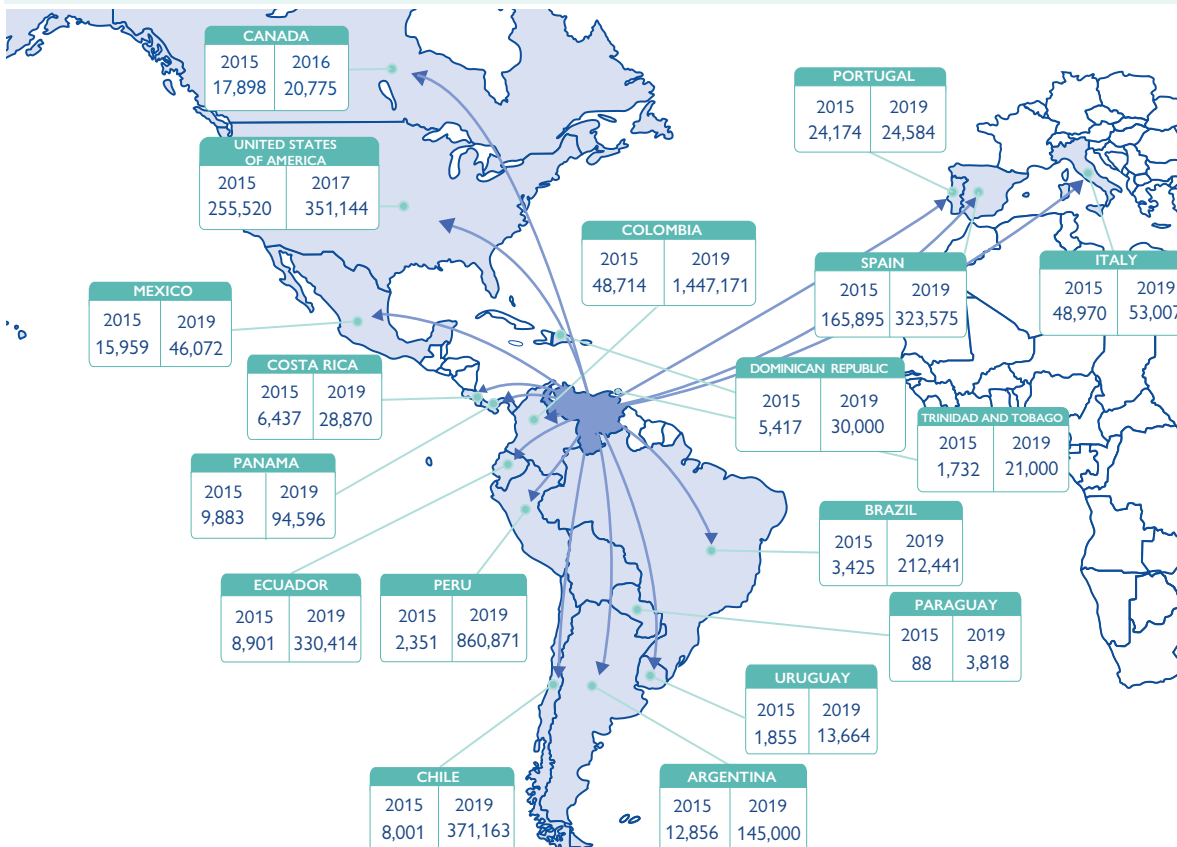 CANADA
2015 2016
17,898 20,775
UNITED STATES
OF AMERICA
2015 2017
255,520 351,144
PORTUGAL
2015 2019
24,174 24,584
COLOMBIA
2015 2019
48,714 1,447,171
SPAIN
2015 2019
165,895 323,575
ITALY
2015 2019
48,970 53,007
MEXICO
2015 2019
15,959 46,072
COSTA RICA
2015 2019
6,437 28,870
DOMINICAN REPUBLIC
2015 2019
5,417 30,000
TRINIDAD AND TOBAGO
2015 2019
1,732 21,000
PANAMA
2015 2019
9,883 94,596
BRAZIL
2015 2019
3,425 212,441
ECUADOR
2015 2019
8,901 330,414
PERU
2015 2019
2,351 860,871
PARAGUAY
2015 2019
88 3,818
URUGUAY
2015 2019
1,855 13,664
CHILE
2015 2019
8,001 371,163
ARGENTINA
2015 2019
12,856 145,000